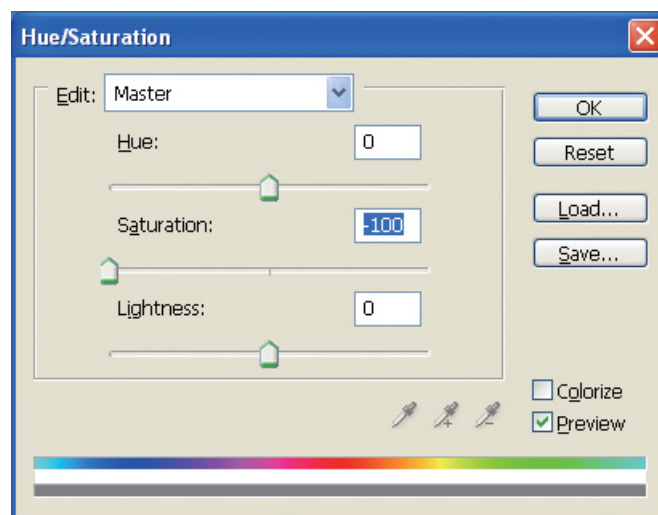 Hue/Saturation
Edit: Master
OK
Hue: 0
Reset
Load...
Saturation: -100
Save...
Lightness: 0
Colorize
Preview